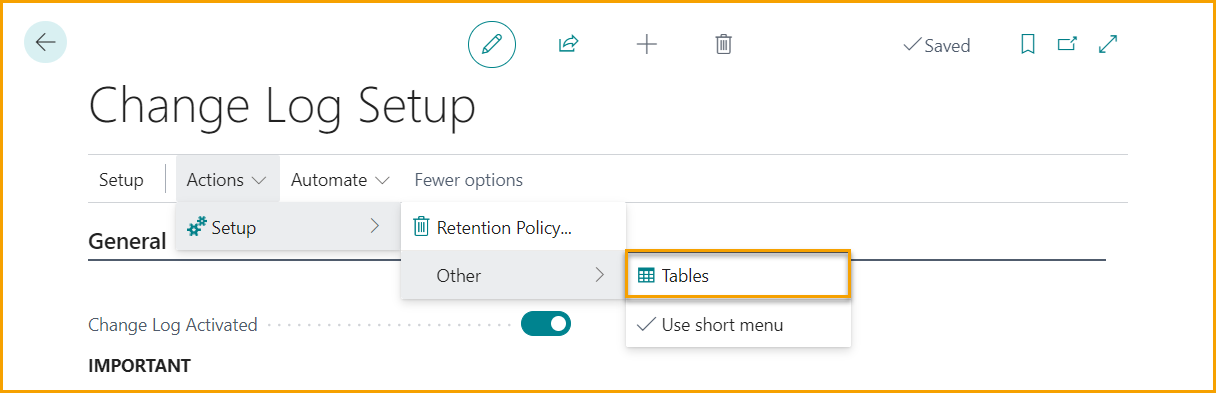 Saved
Change Log Setup
Setup Actions Automate Fewer options
Setup Retention Policy...
General
Other Tables
Change Log Activated Use short menu
IMPORTANT